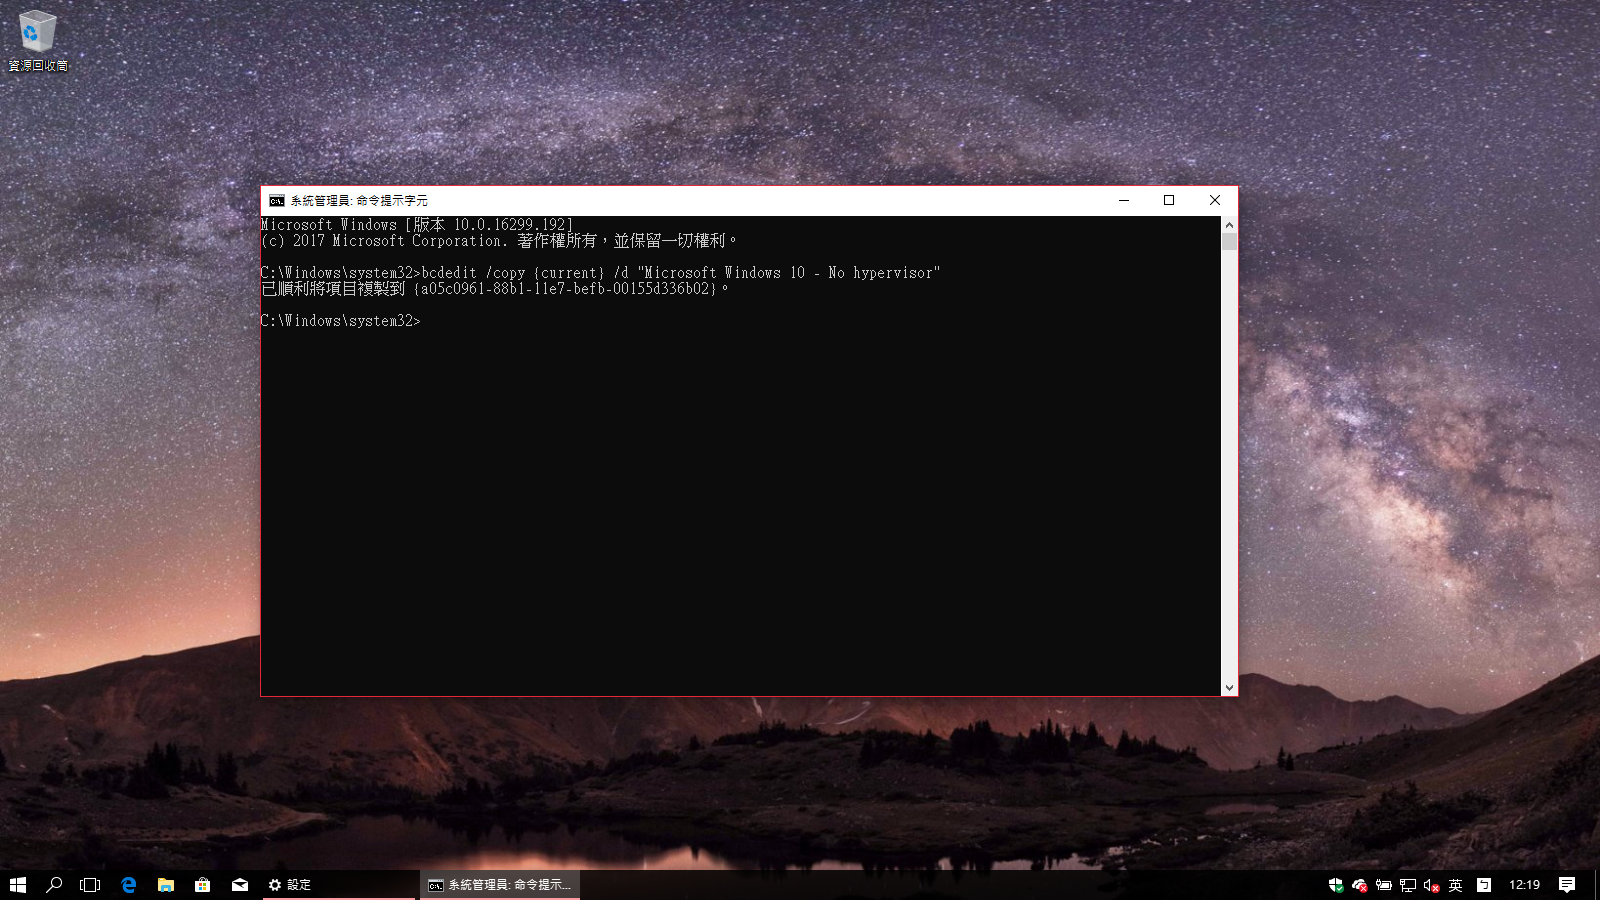 資源回收筒
系統管理員: 命令提示字元
Microsoft Windows [版本 10.0.16299.192]
(c) 2017 Microsoft Corporation. 著作權所有，並保留一切權利。
C:\Windows\system32>bcdedit /copy {current} /d "Microsoft Windows 10 - No hypervisor"
已順利將項目複製到 {a05c0961-88b1-11e7-befb-00155d336b02}。
C:\Windows\system32>
設定
系統管理員: 命令提示...
英
ㄅ
12:19